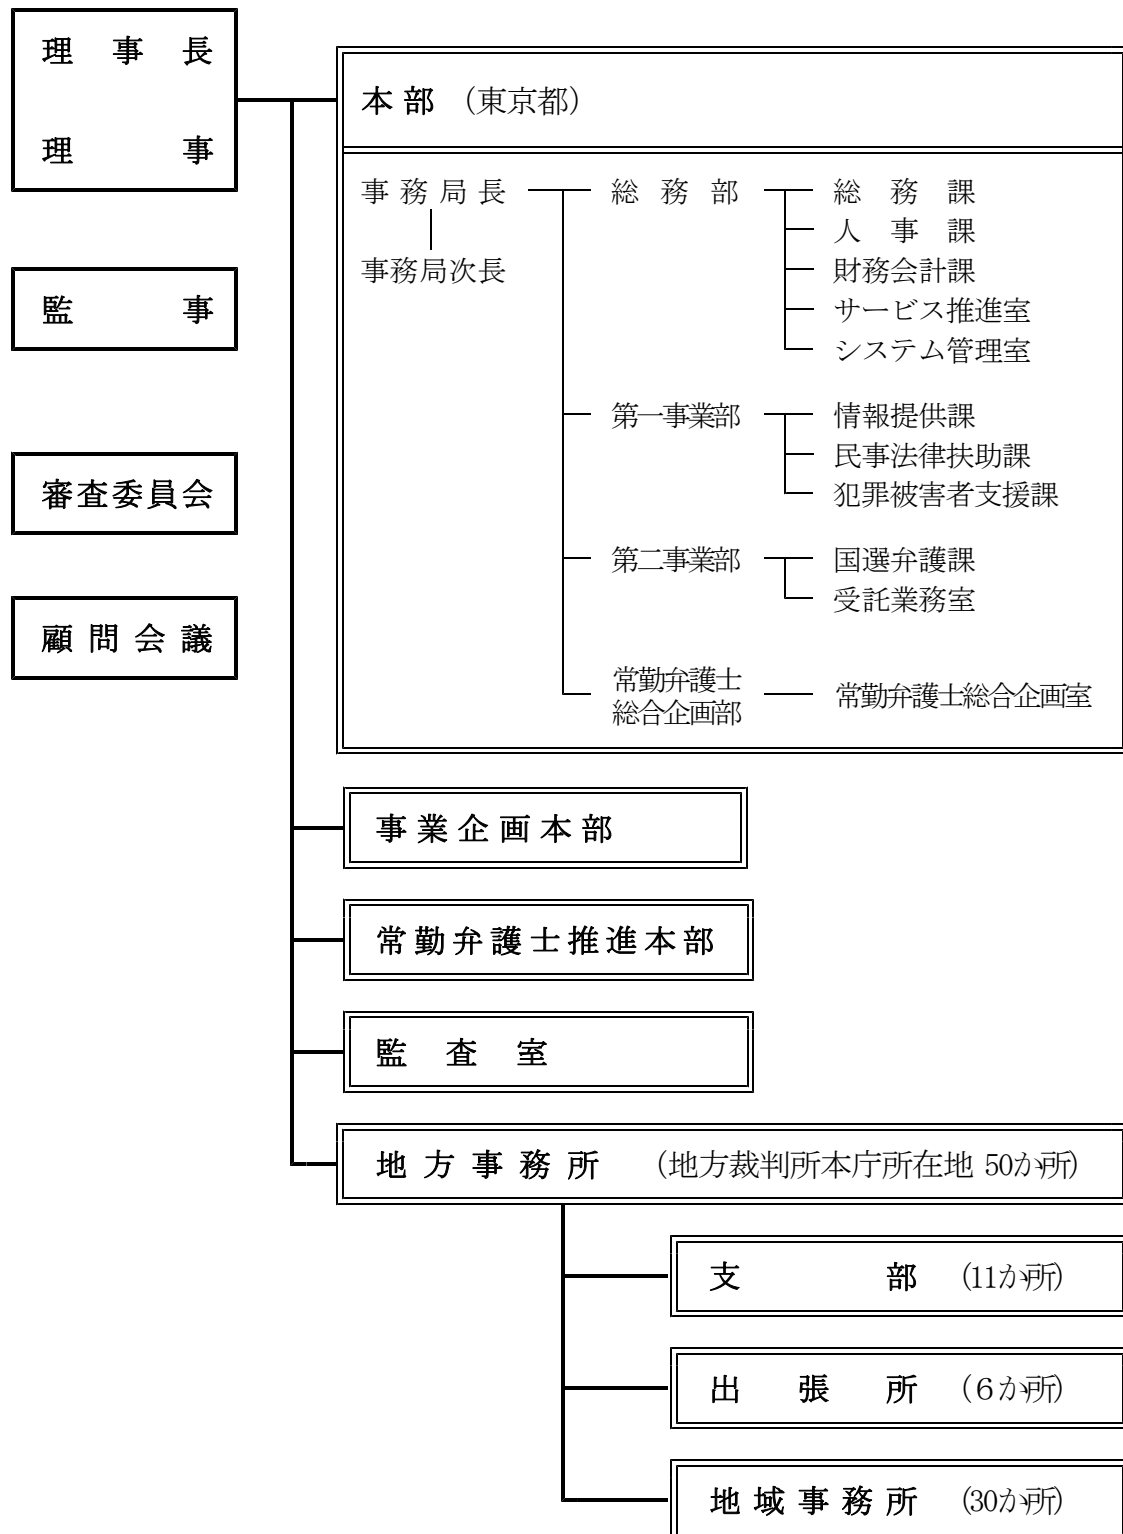 理事長
理事
監事
審査委員会
顧問会議
本部 （東京都）
事務局長
事務局次長
総務部
総務課
人事課
財務会計課
サービス推進室
システム管理室
第一事業部
情報提供課
民事法律扶助課
犯罪被害者支援課
第二事業部
国選弁護課
受託業務室
常勤弁護士
総合企画部
常勤弁護士総合企画室
事業企画本部
常勤弁護士推進本部
監査室
地方事務所 （地方裁判所本庁所在地 50か所）
支部 （11か所）
出張所 （６か所）
地域事務所 （30か所）